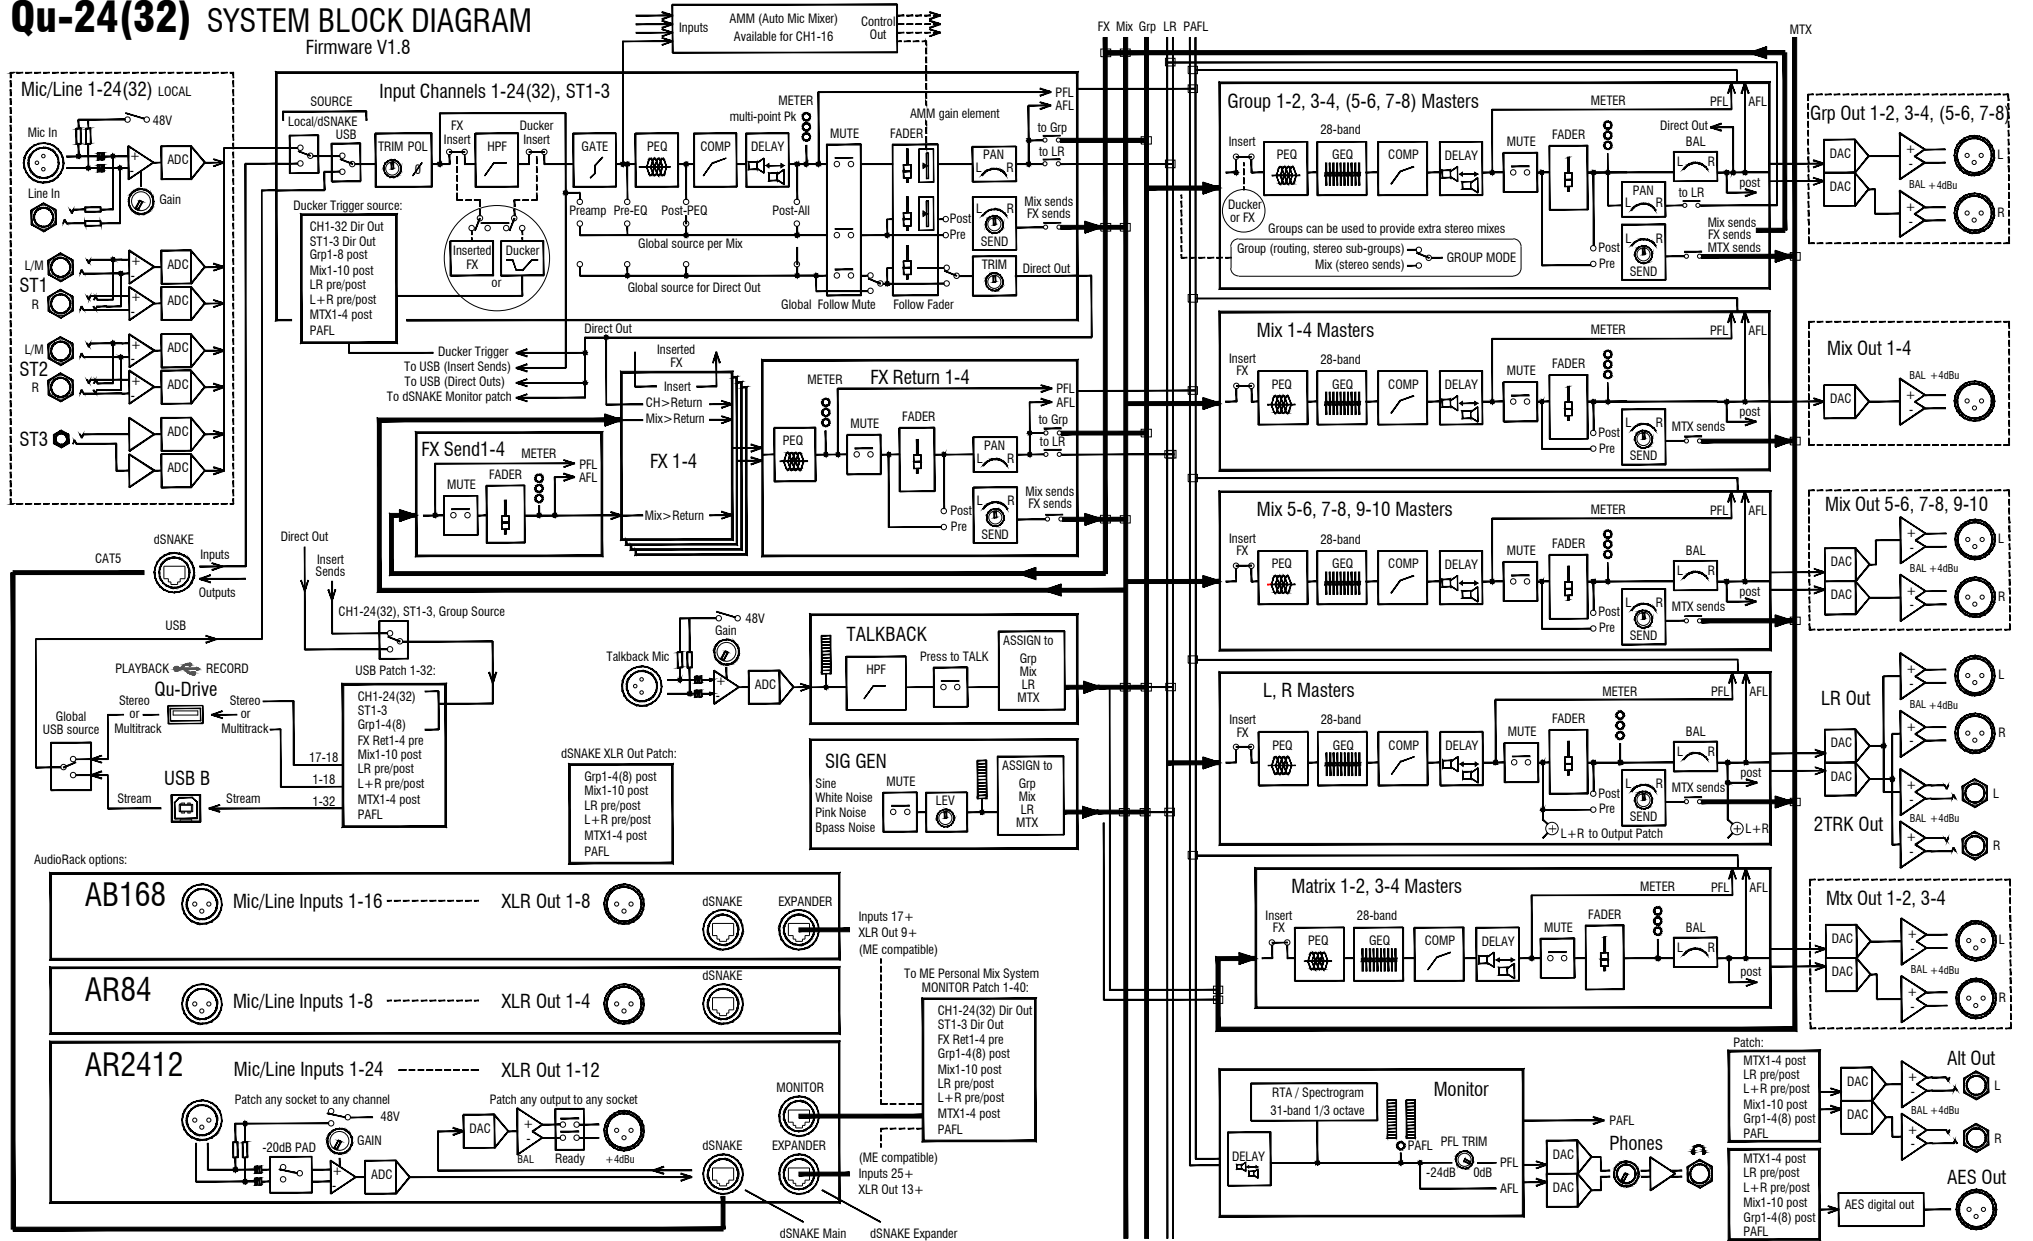 Qu-24(32) SYSTEM BLOCK DIAGRAM
Firmware V1.8
Inputs
AMM (Auto Mic Mixer)
Available for CH1-16
Control
Out
FX Mix Grp LR PAFL
MTX
Mic/Line 1-24(32) LOCAL
48V
Mic In
ADC
Line In
Gain
L/M
ST1
R
ADC
ADC
L/M
ST2
R
ADC
ADC
ST3
ADC
ADC
Input Channels 1-24(32), ST1-3
SOURCE
Local/dSNAKE
USB
TRIM POL
FX
Insert
HPF
Ducker
Insert
GATE
PEQ
COMP
DELAY
METER
multi-point Pk
MUTE
FADER
AMM gain element
PFL
AFL
to Grp
to LR
PAN
L R
Mix sends
FX sends
SEND
Post
Pre
TRIM
Direct Out
Preamp
Pre-EQ
Post-PEQ
Post-All
Global source per Mix
Global source for Direct Out
Global
Follow Mute
Follow Fader
Inserted
FX
Ducker
or
Ducker Trigger source:
CH1-32 Dir Out
ST1-3 Dir Out
Grp1-8 post
Mix1-10 post
LR pre/post
L+R pre/post
MTX1-4 post
PAFL
Direct Out
Ducker Trigger
To USB (Insert Sends)
To USB (Direct Outs)
To dSNAKE Monitor patch
Inserted
FX
Insert
CH>Return
Mix>Return
FX 1-4
Mix>Return
FX Send1-4
METER
MUTE
FADER
PFL
AFL
FX Return 1-4
METER
PEQ
MUTE
FADER
PFL
AFL
to Grp
to LR
PAN
L R
Mix sends
FX sends
L R
SEND
Post
Pre
CAT5
dSNAKE
Inputs
Outputs
Direct Out
Insert
Sends
CH1-24(32), ST1-3, Group Source
USB
PLAYBACK
RECORD
Qu-Drive
Stereo
or
Multitrack
Stereo
or
Multitrack
Global
USB source
USB B
Stream
Stream
17-18
1-18
1-32
USB Patch 1-32:
CH1-24(32)
ST1-3
Grp1-4(8)
FX Ret1-4 pre
Mix1-10 post
LR pre/post
L+R pre/post
MTX1-4 post
PAFL
Talkback Mic
48V
Gain
ADC
TALKBACK
HPF
Press to TALK
ASSIGN to
Grp
Mix
LR
MTX
SIG GEN
Sine
White Noise
Pink Noise
Bpass Noise
MUTE
LEV
ASSIGN to
Grp
Mix
LR
MTX
dSNAKE XLR Out Patch:
Grp1-4(8) post
Mix1-10 post
LR pre/post
L+R pre/post
MTX1-4 post
PAFL
AudioRack options:
AB168
Mic/Line Inputs 1-16
XLR Out 1-8
dSNAKE
EXPANDER
Inputs 17+
XLR Out 9+
(ME compatible)
AR84
Mic/Line Inputs 1-8
XLR Out 1-4
dSNAKE
AR2412
Mic/Line Inputs 1-24
XLR Out 1-12
Patch any socket to any channel
48V
GAIN
-20dB PAD
ADC
Patch any output to any socket
DAC
BAL
Ready
+4dBu
MONITOR
dSNAKE
EXPANDER
(ME compatible)
Inputs 25+
XLR Out 13+
dSNAKE Main
dSNAKE Expander
To ME Personal Mix System
MONITOR Patch 1-40:
CH1-24(32) Dir Out
ST1-3 Dir Out
FX Ret1-4 pre
Grp1-4(8) post
Mix1-10 post
LR pre/post
L+R pre/post
MTX1-4 post
PAFL
Group 1-2, 3-4, (5-6, 7-8) Masters
METER
PFL
AFL
Insert
Ducker
or FX
PEQ
28-band
GEQ
COMP
DELAY
MUTE
FADER
Direct Out
BAL
L R
post
PAN
L R
to LR
Mix sends
FX sends
MTX sends
Post
Pre
L R
SEND
Groups can be used to provide extra stereo mixes
Group (routing, stereo sub-groups)
Mix (stereo sends)
GROUP MODE
Grp Out 1-2, 3-4, (5-6, 7-8)
DAC
DAC
L
BAL +4dBu
R
Mix 1-4 Masters
METER
PFL
AFL
Insert
FX
PEQ
28-band
GEQ
COMP
DELAY
MUTE
FADER
post
MTX sends
Post
Pre
L R
SEND
Mix Out 1-4
DAC
BAL +4dBu
Mix 5-6, 7-8, 9-10 Masters
METER
PFL
AFL
Insert
FX
PEQ
28-band
GEQ
COMP
DELAY
MUTE
FADER
BAL
L R
post
MTX sends
Post
Pre
L R
SEND
Mix Out 5-6, 7-8, 9-10
DAC
DAC
L
BAL +4dBu
R
L, R Masters
METER
PFL
AFL
Insert
FX
PEQ
28-band
GEQ
COMP
DELAY
MUTE
FADER
BAL
L R
post
MTX sends
Post
Pre
L R
SEND
L+R to Output Patch
L+R
LR Out
DAC
DAC
L
BAL +4dBu
R
2TRK Out
L
BAL +4dBu
R
Matrix 1-2, 3-4 Masters
METER
PFL
AFL
Insert
FX
PEQ
28-band
GEQ
COMP
DELAY
MUTE
FADER
BAL
L R
post
Mtx Out 1-2, 3-4
DAC
DAC
L
BAL +4dBu
R
RTA / Spectrogram
31-band 1/3 octave
Monitor
DELAY
PAFL
PFL TRIM
-24dB
0dB
PFL
AFL
PAFL
DAC
DAC
Phones
Patch:
MTX1-4 post
LR pre/post
L+R pre/post
Mix1-10 post
Grp1-4(8) post
PAFL
DAC
DAC
Alt Out
L
BAL +4dBu
R
MTX1-4 post
LR pre/post
L+R pre/post
Mix1-10 post
Grp1-4(8) post
PAFL
AES digital out
AES Out